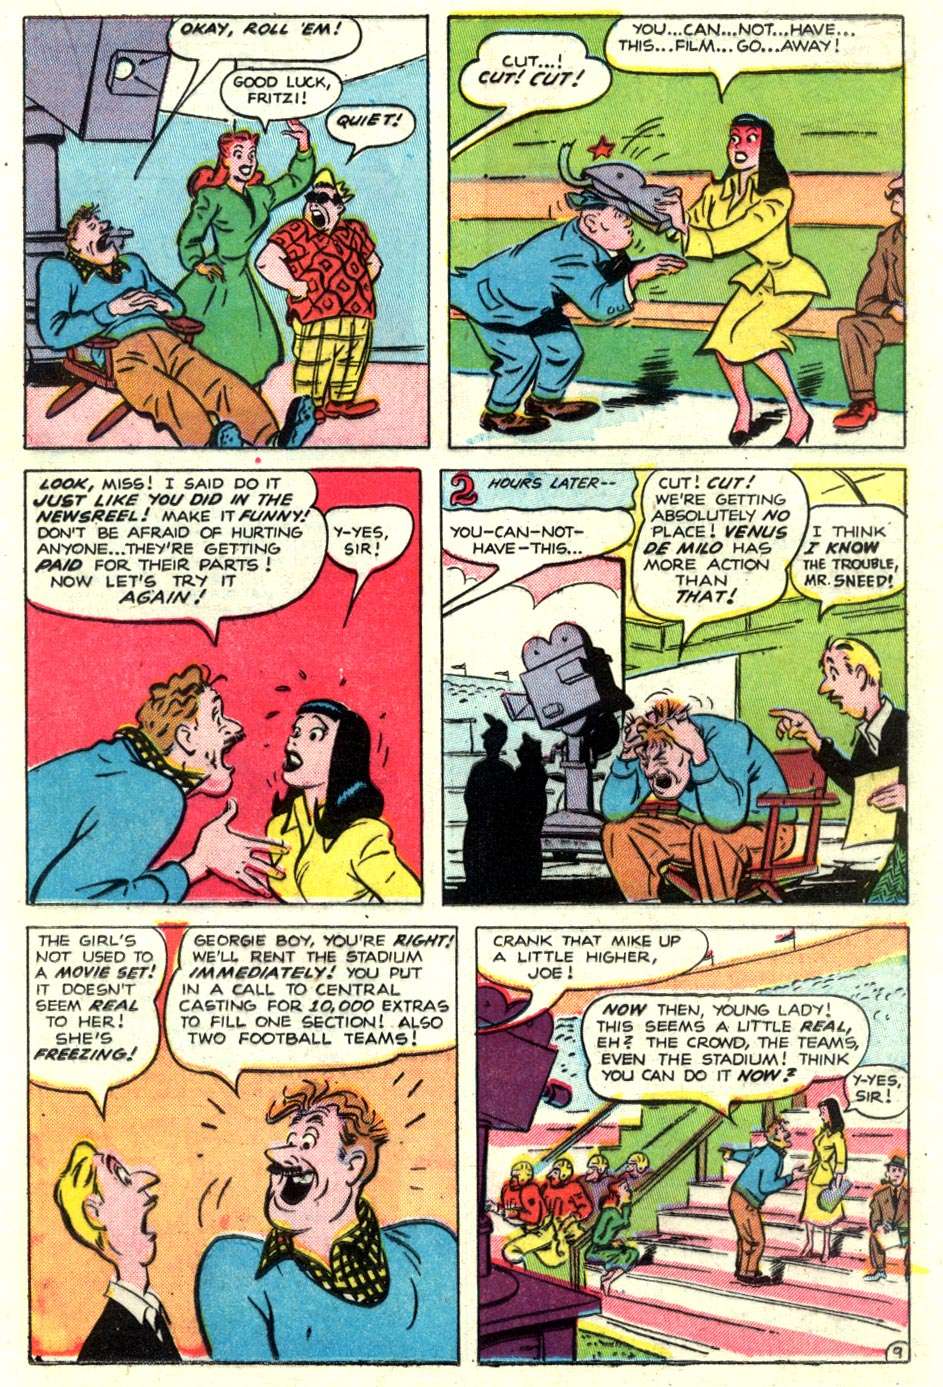 OKAY, ROLL 'EM!
GOOD LUCK,
FRITZI!
QUIET!
CUT...!
CUT! CUT!
YOU...CAN...NOT...HAVE...
THIS...FILM...GO...AWAY!
LOOK, MISS! I SAID DO IT
JUST LIKE YOU DID IN THE
NEWSREEL! MAKE IT FUNNY!
DON'T BE AFRAID OF HURTING
ANYONE...THEY'RE GETTING
PAID FOR THEIR PARTS!
NOW LET'S TRY IT
AGAIN!
Y-YES,
SIR!
2 HOURS LATER--
YOU-CAN-NOT-
HAVE-THIS...
CUT! CUT!
WE'RE GETTING
ABSOLUTELY NO
PLACE! VENUS
DE MILO HAS
MORE ACTION
THAN
THAT!
I THINK
I KNOW
THE TROUBLE,
MR. SNEED!
THE GIRL'S
NOT USED TO
A MOVIE SET!
IT DOESN'T
SEEM REAL
TO HER!
SHE'S
FREEZING!
GEORGIE BOY, YOU'RE RIGHT!
WE'LL RENT THE STADIUM
IMMEDIATELY! YOU PUT
IN A CALL TO CENTRAL
CASTING FOR 10,000 EXTRAS
TO FILL ONE SECTION! ALSO
TWO FOOTBALL TEAMS!
CRANK THAT MIKE UP
A LITTLE HIGHER,
JOE!
NOW THEN, YOUNG LADY!
THIS SEEMS A LITTLE REAL,
EH? THE CROWD, THE TEAMS,
EVEN THE STADIUM! THINK
YOU CAN DO IT NOW?
Y-YES,
SIR!
9